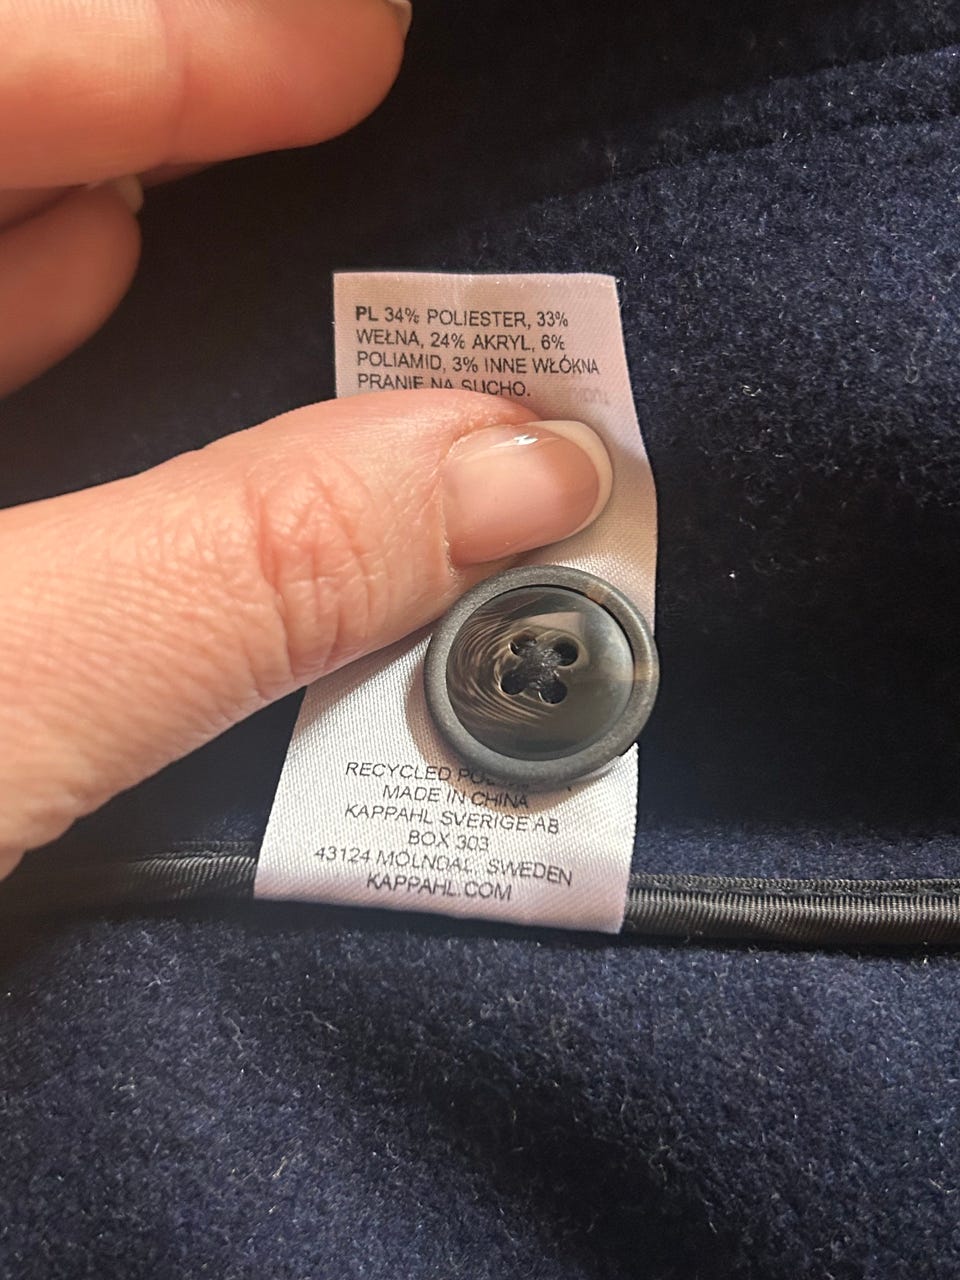 PL 34% POLIESTER, 33%
WEŁNA, 24% AKRYL, 6%
POLIAMID, 3% INNE WŁÓKNA
PRANIE NA SUCHO.
RECYCLED
MADE IN CHINA
KAPPAHL SVERIGE AB
BOX 303
43124 MÖLNDAL, SWEDEN
KAPPAHL.COM